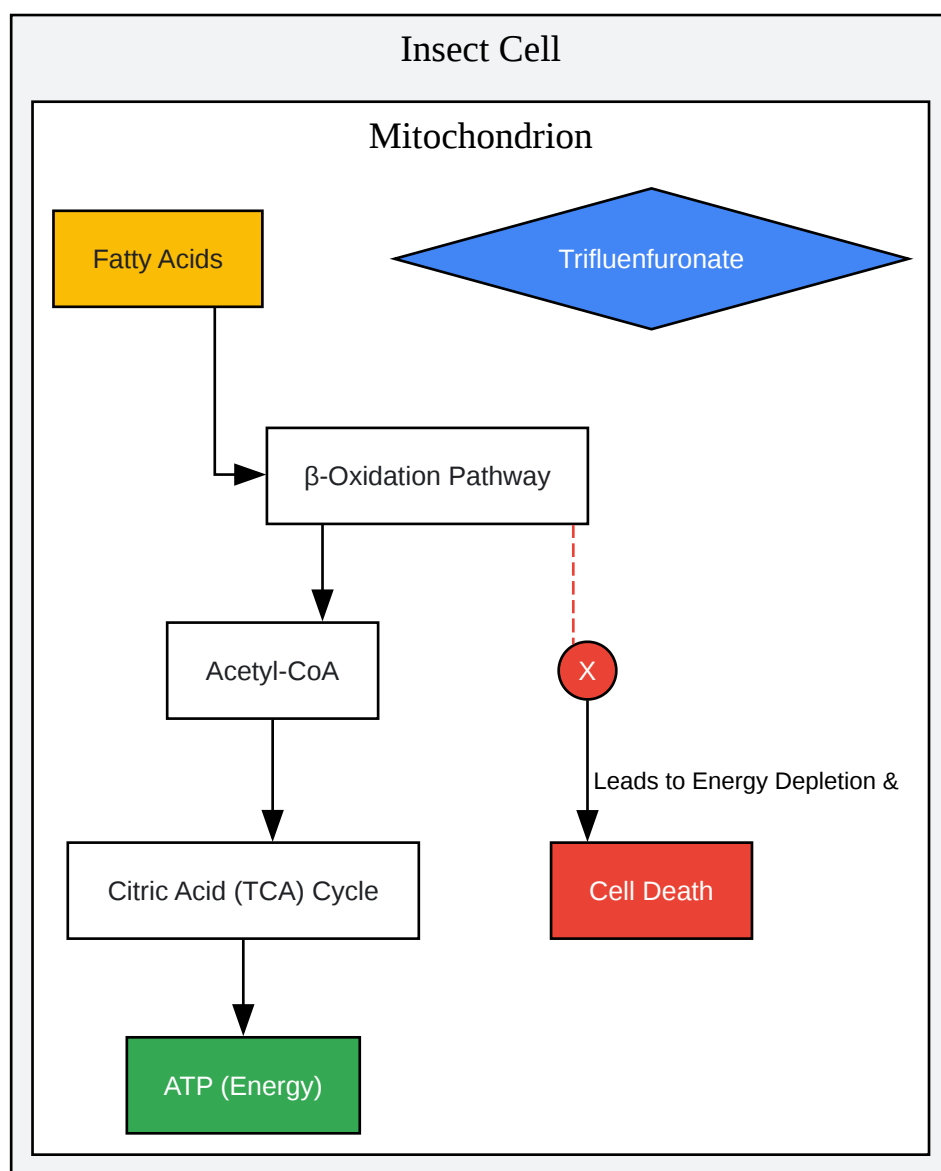 Insect Cell
Mitochondrion
Fatty Acids
Trifluenfuronate
β-Oxidation Pathway
Acetyl-CoA
X
Leads to Energy Depletion &
Citric Acid (TCA) Cycle
Cell Death
ATP (Energy)